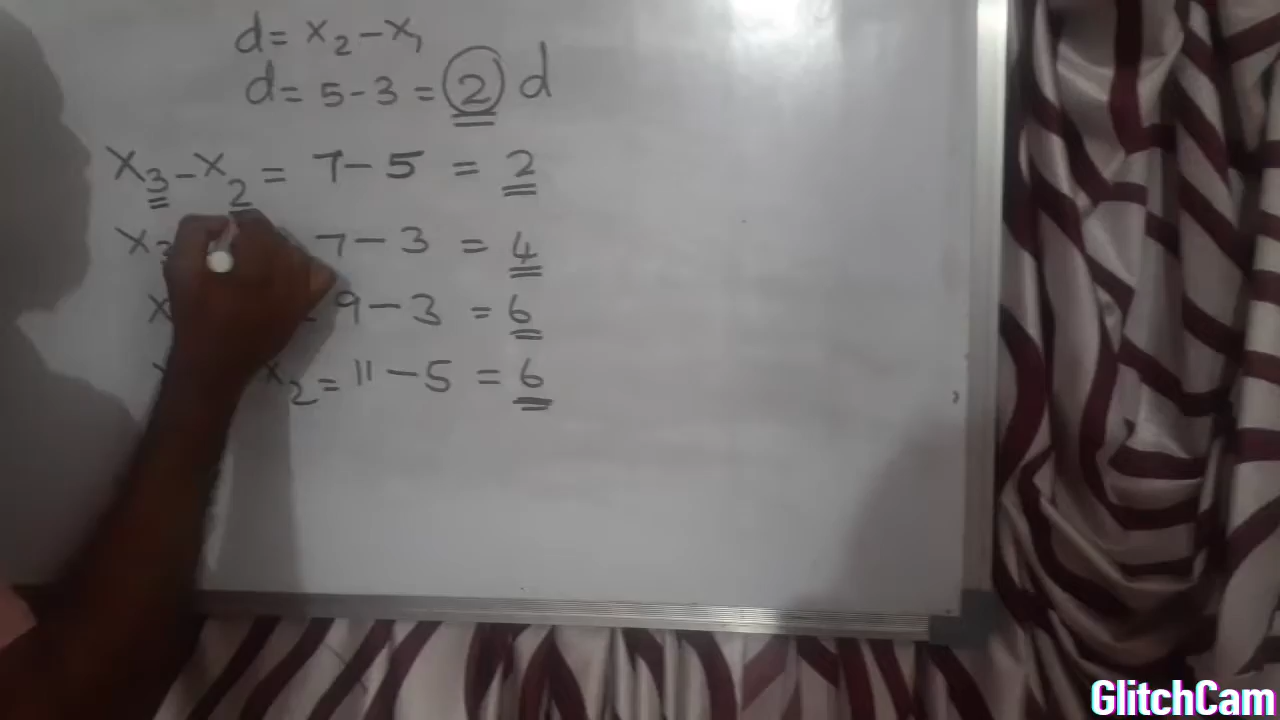 d = x₂ - x₁
d = 5 - 3 = 2 d
x₃ - x₂ = 7 - 5 = 2
x₃ 7 - 3 = 4
x = 9 - 3 = 6
x₂ = 11 - 5 = 6
GlitchCam